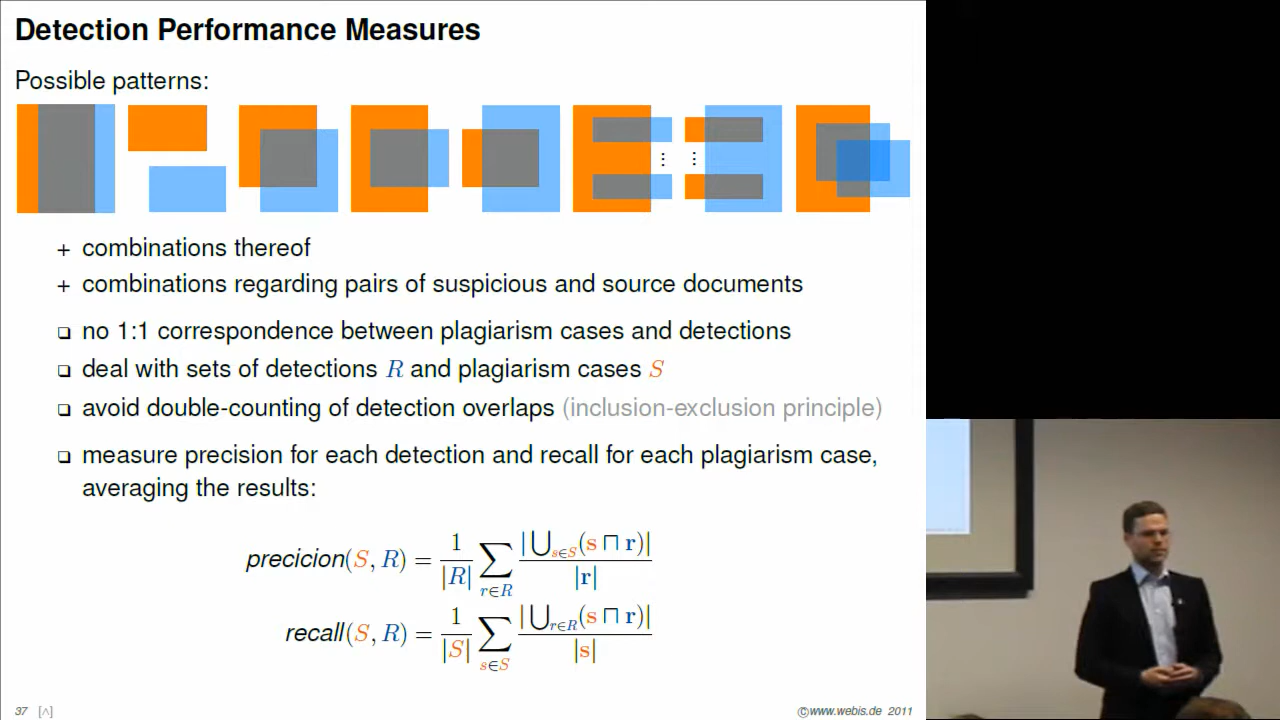 Detection Performance Measures
Possible patterns:
⋮ ⋮
+ combinations thereof
+ combinations regarding pairs of suspicious and source documents
❑ no 1:1 correspondence between plagiarism cases and detections
❑ deal with sets of detections R and plagiarism cases S
❑ avoid double-counting of detection overlaps (inclusion-exclusion principle)
❑ measure precision for each detection and recall for each plagiarism case,
averaging the results:
precicion(S, R) = 1/|R| ∑_{r∈R} |⋃_{s∈S}(s ⊓ r)|/|r|
recall(S, R) = 1/|S| ∑_{s∈S} |⋃_{r∈R}(s ⊓ r)|/|s|
37 [∧] ©www.webis.de 2011